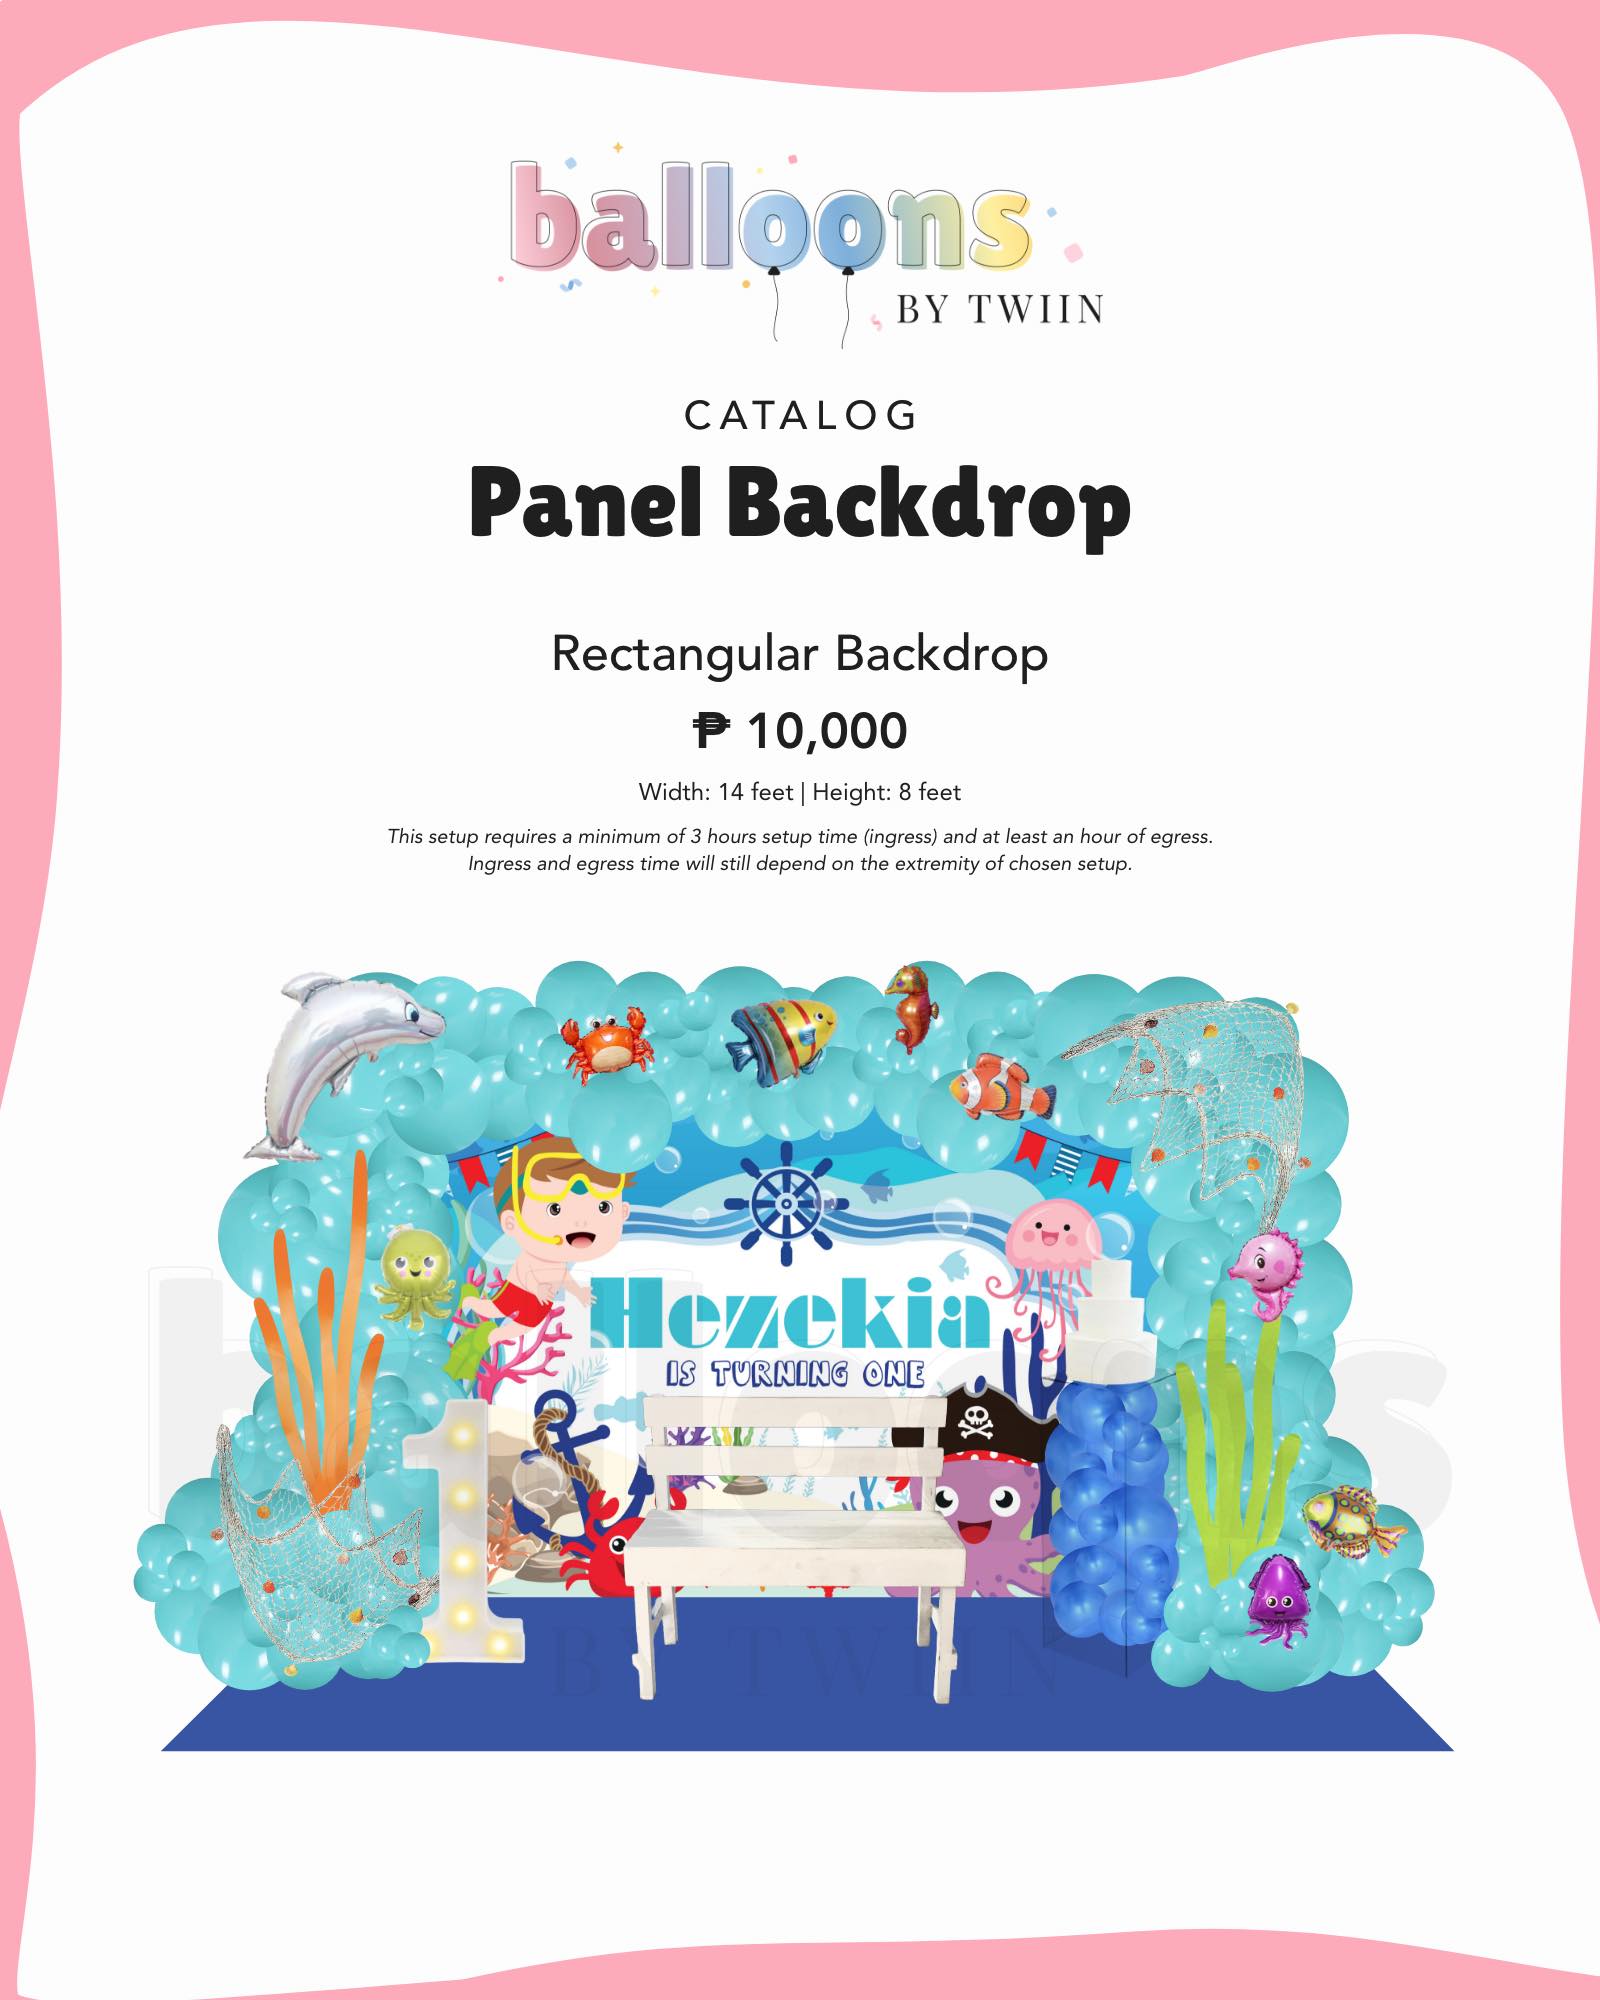 balloons
BY TWIIN
CATALOG
Panel Backdrop
Rectangular Backdrop
₱ 10,000
Width: 14 feet | Height: 8 feet
This setup requires a minimum of 3 hours setup time (ingress) and at least an hour of egress.
Ingress and egress time will still depend on the extremity of chosen setup.
Hezekia
IS TURNING ONE
1
balloons
BY TWIIN